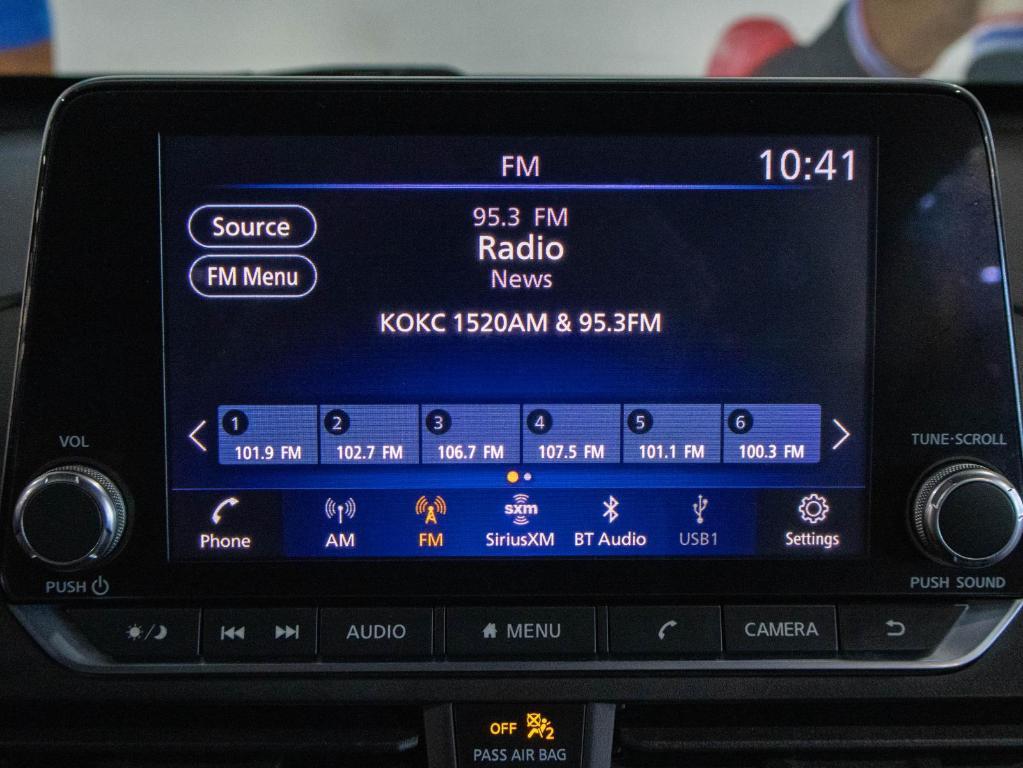 FM
10:41
Source
FM Menu
95.3 FM
Radio
News
KOKC 1520AM & 95.3FM
1
101.9 FM
2
102.7 FM
3
106.7 FM
4
107.5 FM
5
101.1 FM
6
100.3 FM
Phone
AM
FM
sxm
SiriusXM
BT Audio
USB1
Settings
VOL
PUSH
TUNE·SCROLL
PUSH SOUND
AUDIO
MENU
CAMERA
OFF
2
PASS AIR BAG